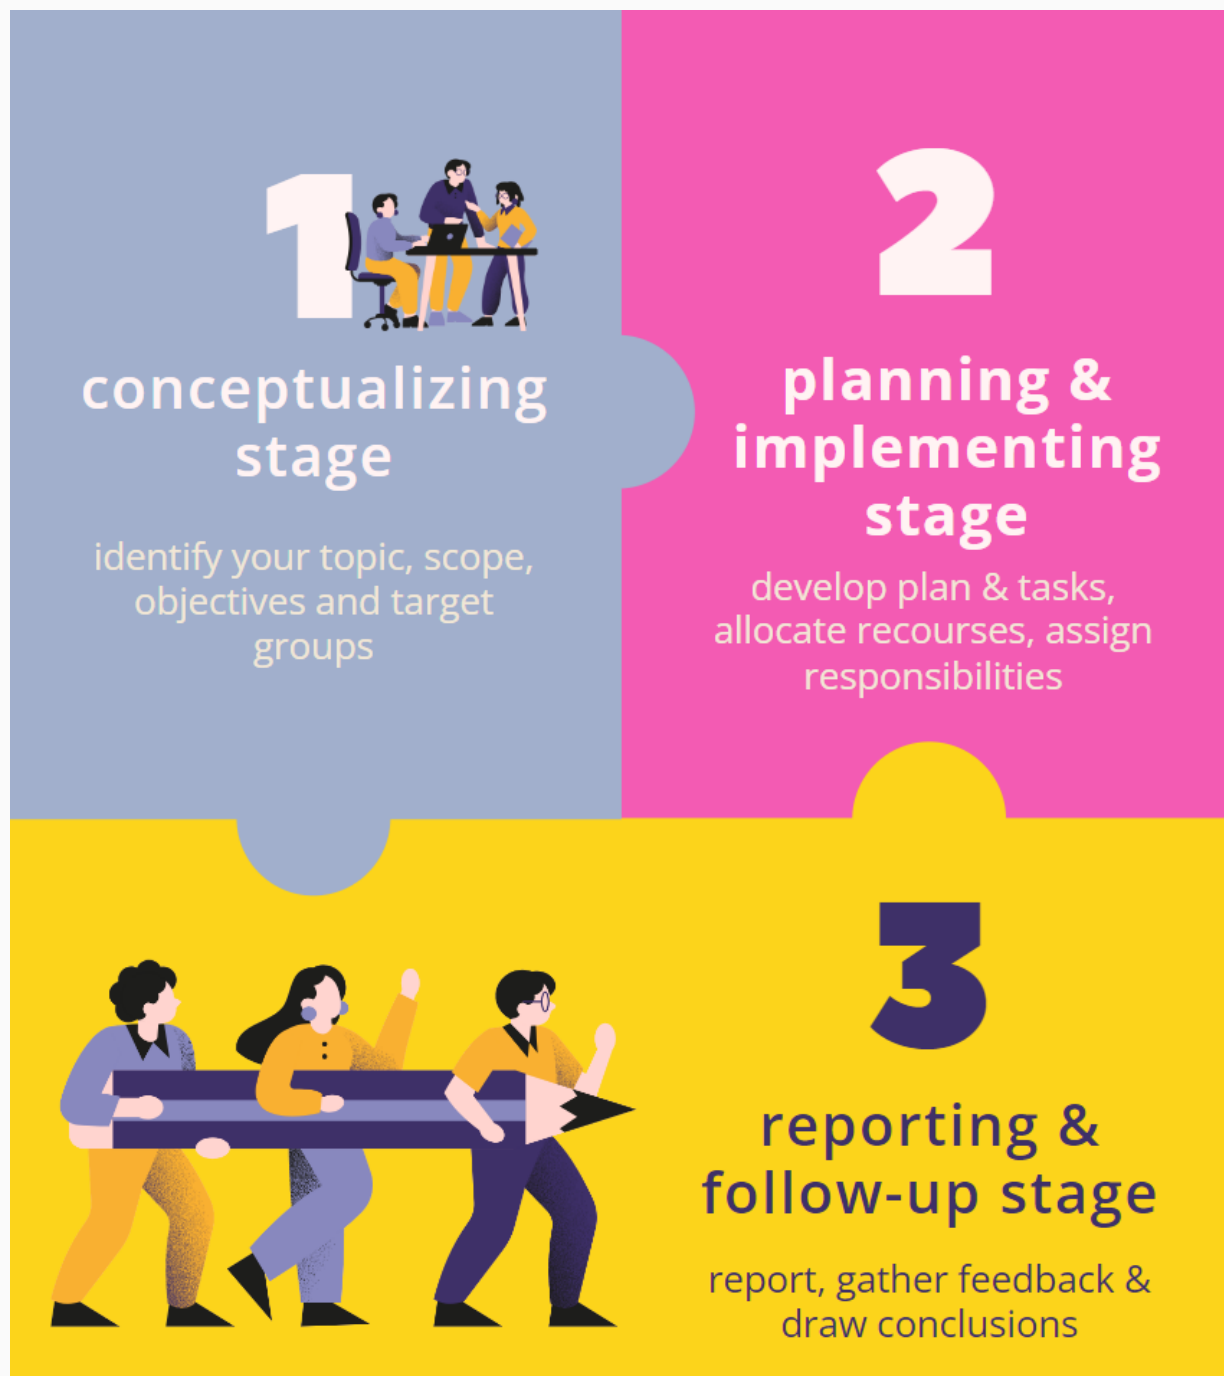 1
conceptualizing
stage
identify your topic, scope,
objectives and target
groups
2
planning &
implementing
stage
develop plan & tasks,
allocate recourses, assign
responsibilities
3
reporting &
follow-up stage
report, gather feedback &
draw conclusions